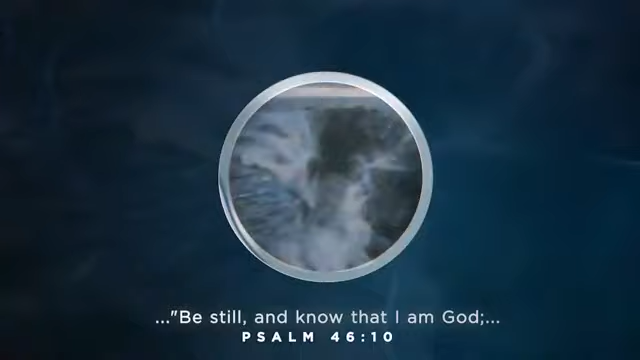 ..."Be still, and know that I am God;...
PSALM 46:10